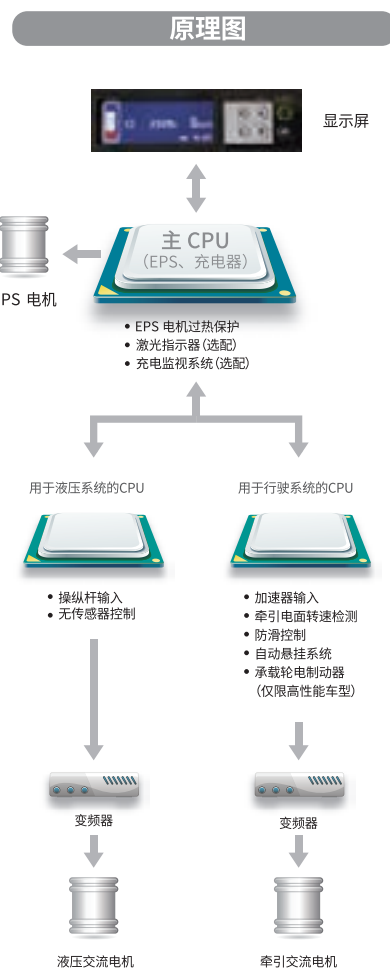 原理图
显示屏
主 CPU
（EPS、充电器）
PS 电机
• EPS 电机过热保护
• 激光指示器（选配）
• 充电监视系统（选配）
用于液压系统的CPU
用于行驶系统的CPU
• 操纵杆输入
• 无传感器控制
• 加速器输入
• 牵引电面转速检测
• 防滑控制
• 自动悬挂系统
• 承载轮电制动器
（仅限高性能车型）
变频器
变频器
液压交流电机
牵引交流电机